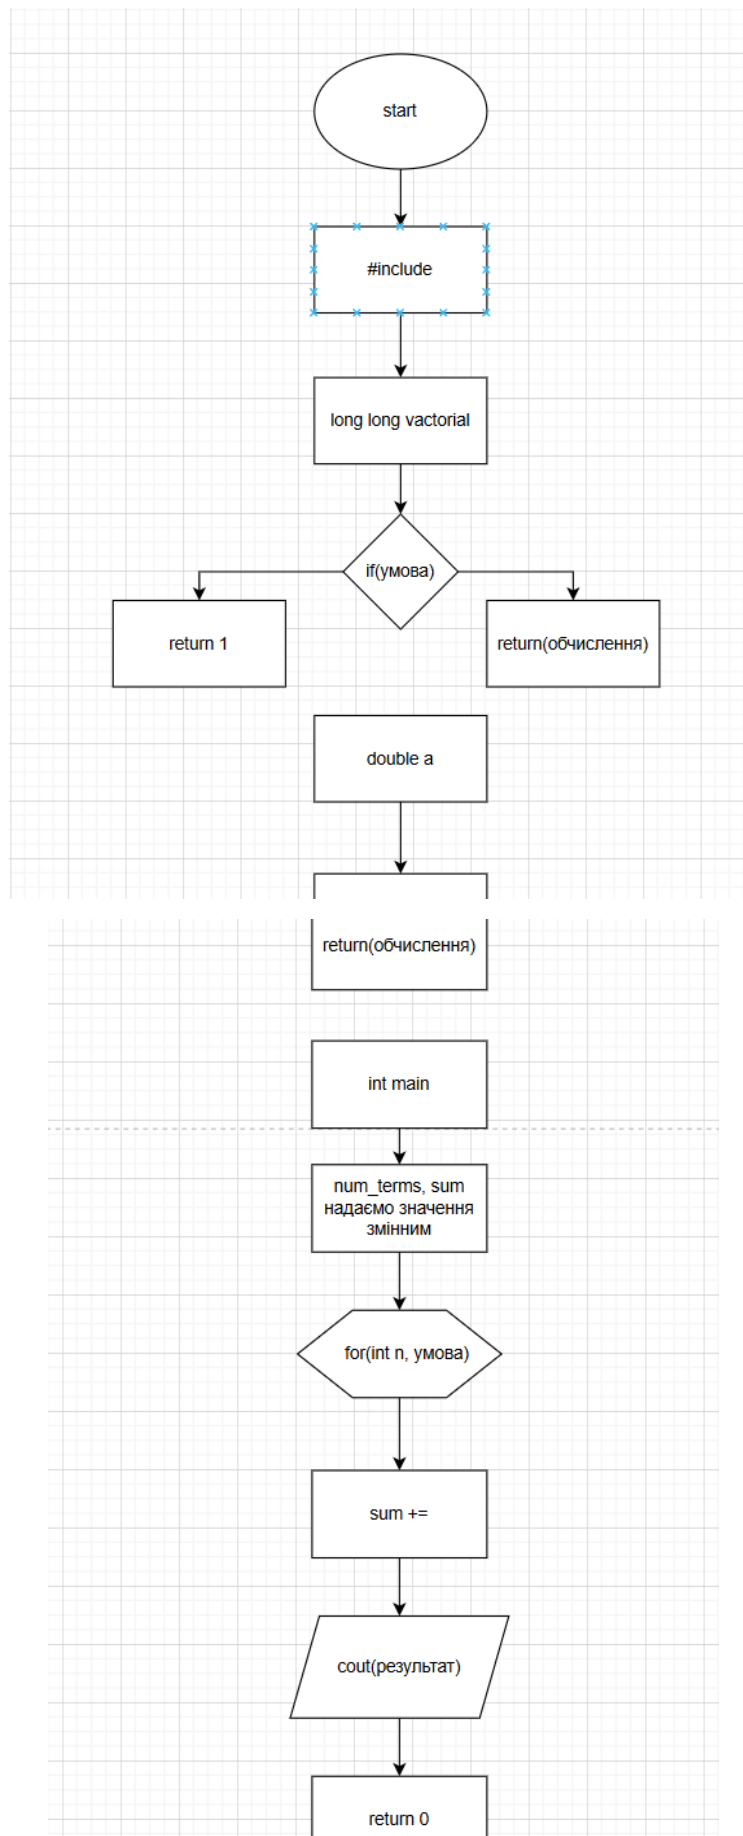 start
#include
long long vactorial
if(умова)
return 1
return(обчислення)
double a
return(обчислення)
int main
num_terms, sum
надаємо значення
змінним
for(int n, умова)
sum +=
cout(результат)
return 0